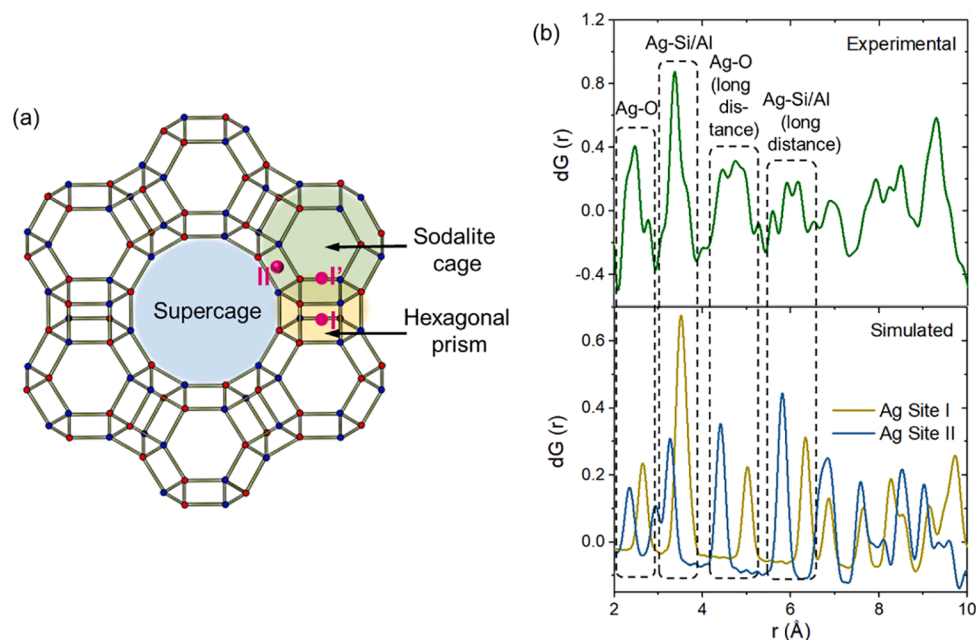 (a)
Supercage
II
I'
I
Sodalite
cage
Hexagonal
prism
(b)
1.2
0.8
0.4
0.0
-0.4
dG (r)
Experimental
Ag-O
Ag-Si/Al
Ag-O
(long
dis-
tance)
Ag-Si/Al
(long
distance)
0.6
0.4
0.2
0.0
dG (r)
Simulated
Ag Site I
Ag Site II
2 4 6 8 10
r (Å)